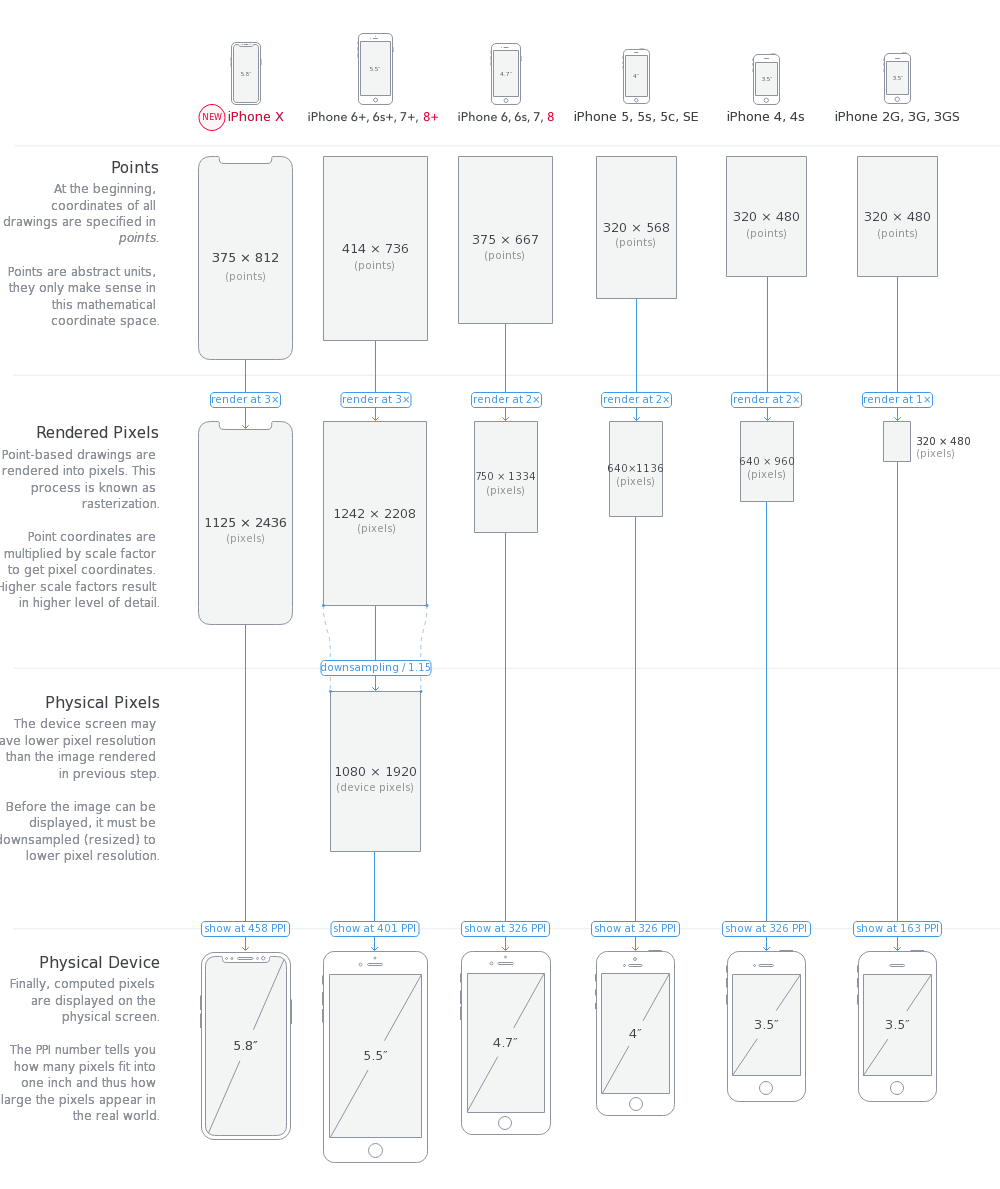 5.8″
5.5″
4.7″
4″
3.5″
3.5″
NEW iPhone X
iPhone 6+, 6s+, 7+, 8+
iPhone 6, 6s, 7, 8
iPhone 5, 5s, 5c, SE
iPhone 4, 4s
iPhone 2G, 3G, 3GS
Points
At the beginning,
coordinates of all
drawings are specified in
points.
Points are abstract units,
they only make sense in
this mathematical
coordinate space.
375 × 812
(points)
414 × 736
(points)
375 × 667
(points)
320 × 568
(points)
320 × 480
(points)
320 × 480
(points)
render at 3×
render at 3×
render at 2×
render at 2×
render at 2×
render at 1×
Rendered Pixels
Point-based drawings are
rendered into pixels. This
process is known as
rasterization.
Point coordinates are
multiplied by scale factor
to get pixel coordinates.
Higher scale factors result
in higher level of detail.
1125 × 2436
(pixels)
1242 × 2208
(pixels)
750 × 1334
(pixels)
640×1136
(pixels)
640 × 960
(pixels)
320 × 480
(pixels)
downsampling / 1.15
Physical Pixels
The device screen may
ave lower pixel resolution
than the image rendered
in previous step.
Before the image can be
displayed, it must be
downsampled (resized) to
lower pixel resolution.
1080 × 1920
(device pixels)
show at 458 PPI
show at 401 PPI
show at 326 PPI
show at 326 PPI
show at 326 PPI
show at 163 PPI
Physical Device
Finally, computed pixels
are displayed on the
physical screen.
The PPI number tells you
how many pixels fit into
one inch and thus how
large the pixels appear in
the real world.
5.8″
5.5″
4.7″
4″
3.5″
3.5″